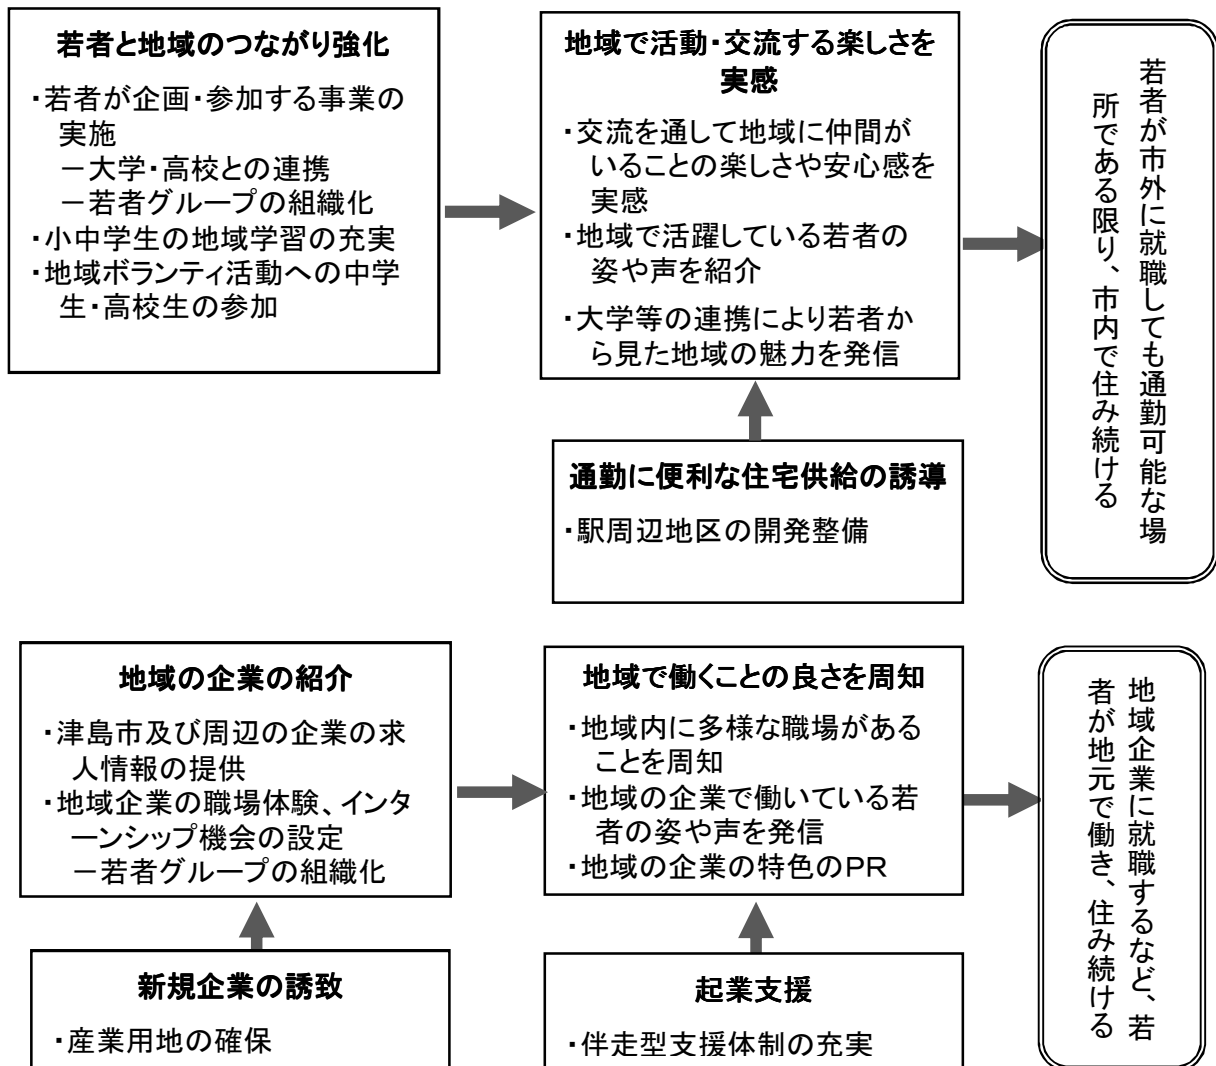 若者と地域のつながり強化
・若者が企画・参加する事業の
実施
－大学・高校との連携
－若者グループの組織化
・小中学生の地域学習の充実
・地域ボランティ活動への中学
生・高校生の参加
地域で活動・交流する楽しさを
実感
・交流を通して地域に仲間が
いることの楽しさや安心感を
実感
・地域で活躍している若者の
姿や声を紹介
・大学等の連携により若者か
ら見た地域の魅力を発信
若者が市外に就職しても通勤可能な場
所である限り、市内で住み続ける
通勤に便利な住宅供給の誘導
・駅周辺地区の開発整備
地域の企業の紹介
・津島市及び周辺の企業の求
人情報の提供
・地域企業の職場体験、インタ
ーンシップ機会の設定
－若者グループの組織化
地域で働くことの良さを周知
・地域内に多様な職場がある
ことを周知
・地域の企業で働いている若
者の姿や声を発信
・地域の企業の特色のPR
地域企業に就職するなど、若
者が地元で働き、住み続ける
新規企業の誘致
・産業用地の確保
起業支援
・伴走型支援体制の充実